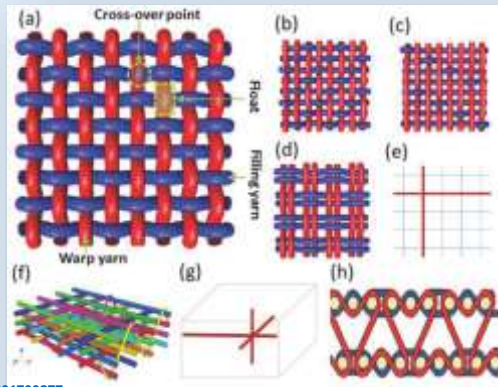 Cross-over point
(a)
(b)
(c)
Float
Filling yarn
(d)
(e)
Warp yarn
(f)
(g)
(h)